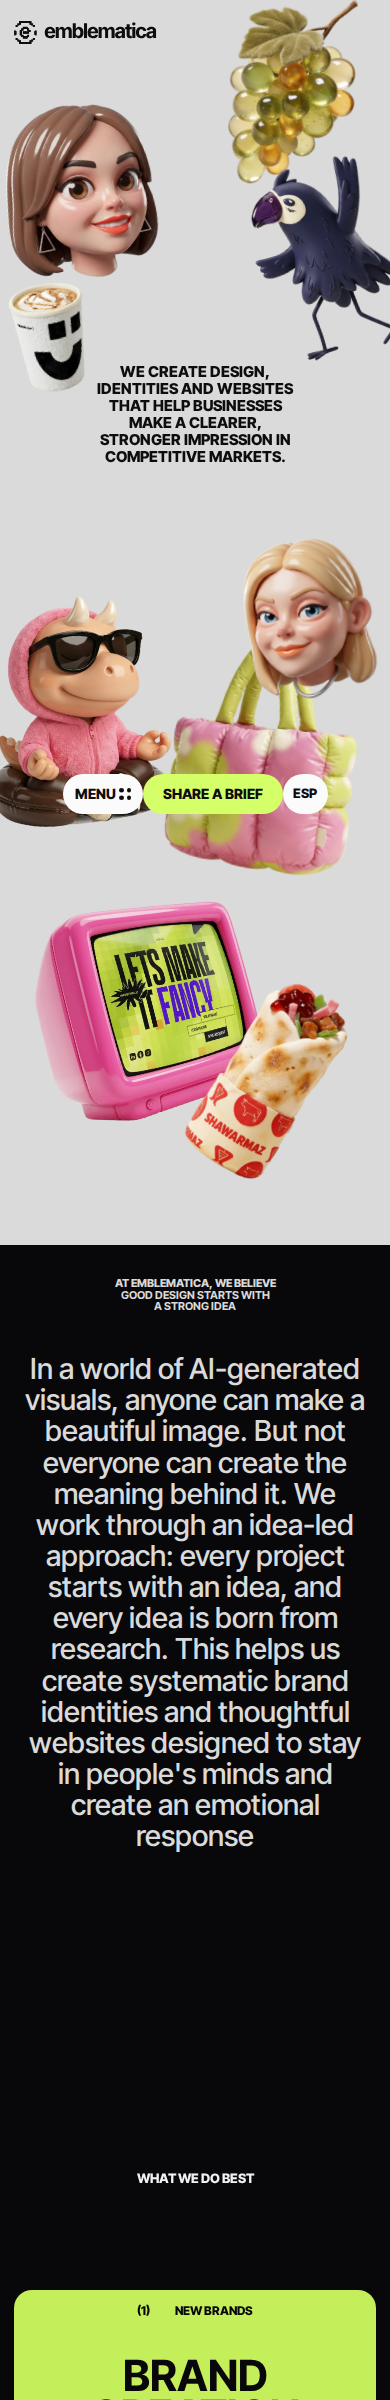 emblematica
WE CREATE DESIGN,
IDENTITIES AND WEBSITES
THAT HELP BUSINESSES
MAKE A CLEARER,
STRONGER IMPRESSION IN
COMPETITIVE MARKETS.
MENU
SHARE A BRIEF
ESP
LETS MAKE
IT FANCY
SHAWARMAZ
AT EMBLEMATICA, WE BELIEVE
GOOD DESIGN STARTS WITH
A STRONG IDEA
In a world of AI-generated
visuals, anyone can make a
beautiful image. But not
everyone can create the
meaning behind it. We
work through an idea-led
approach: every project
starts with an idea, and
every idea is born from
research. This helps us
create systematic brand
identities and thoughtful
websites designed to stay
in people's minds and
create an emotional
response
WHAT WE DO BEST
(1) NEW BRANDS
BRAND